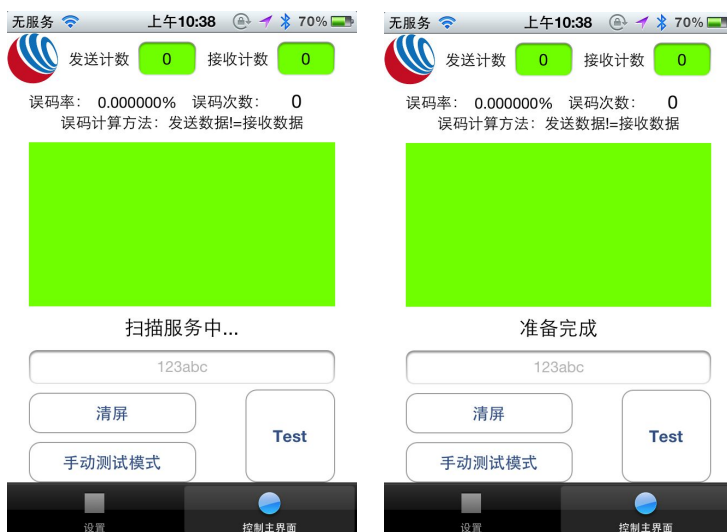 无服务 上午10:38 70%
发送计数 0 接收计数 0
误码率: 0.000000% 误码次数: 0
误码计算方法: 发送数据!=接收数据
扫描服务中...
123abc
清屏
Test
手动测试模式
设置 控制主界面
无服务 上午10:38 70%
发送计数 0 接收计数 0
误码率: 0.000000% 误码次数: 0
误码计算方法: 发送数据!=接收数据
准备完成
123abc
清屏
Test
手动测试模式
设置 控制主界面